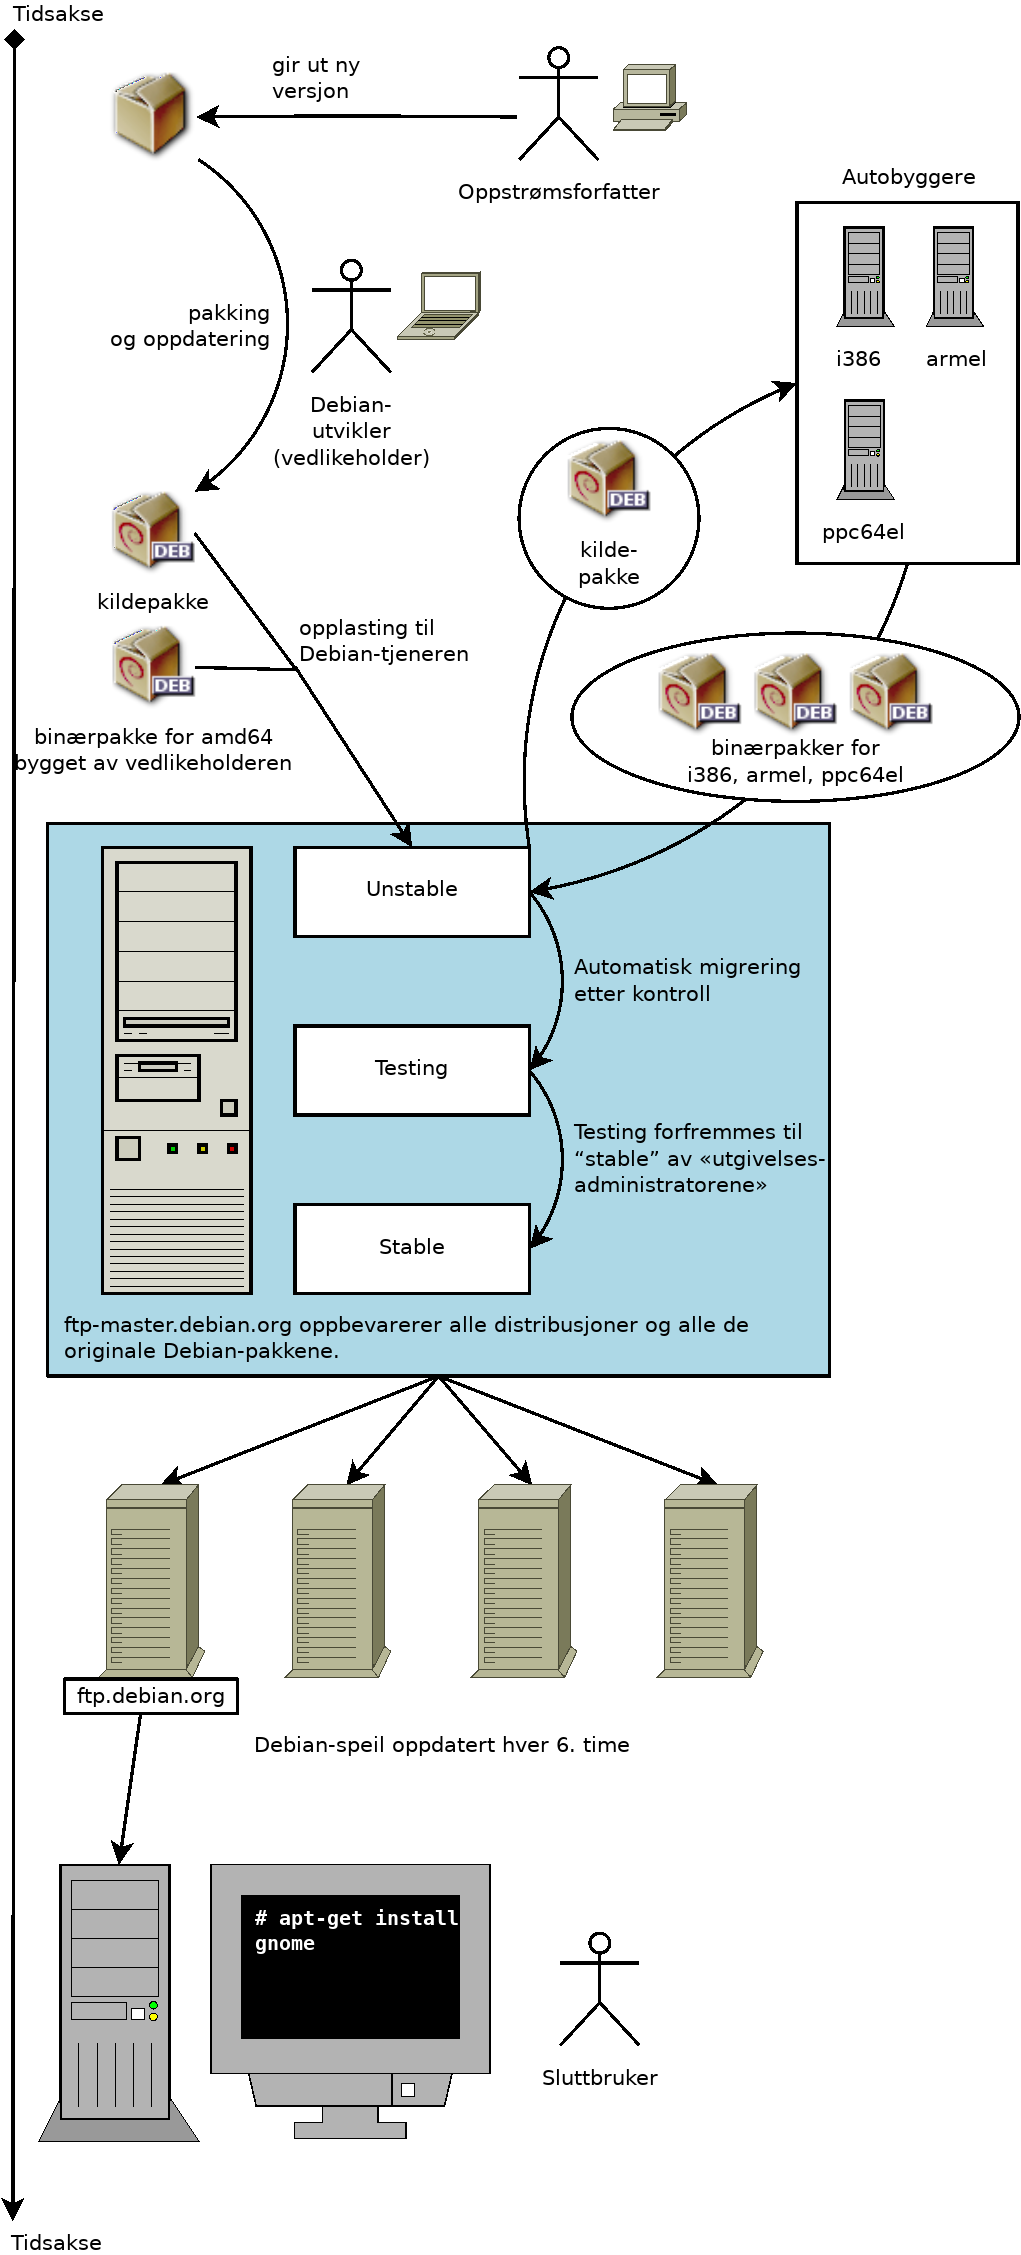 Tidsakse
gir ut ny
versjon
Oppstrømsforfatter
Autobyggere
i386
armel
ppc64el
pakking
og oppdatering
Debian-
utvikler
(vedlikeholder)
DEB
kildepakke
DEB
binærpakke for amd64
bygget av vedlikeholderen
opplasting til
Debian-tjeneren
DEB
kilde-
pakke
DEB
DEB
DEB
binærpakker for
i386, armel, ppc64el
Unstable
Automatisk migrering
etter kontroll
Testing
Testing forfremmes til
“stable” av «utgivelses-
administratorene»
Stable
ftp-master.debian.org oppbevarerer alle distribusjoner og alle de
originale Debian-pakkene.
ftp.debian.org
Debian-speil oppdatert hver 6. time
# apt-get install
gnome
Sluttbruker
Tidsakse